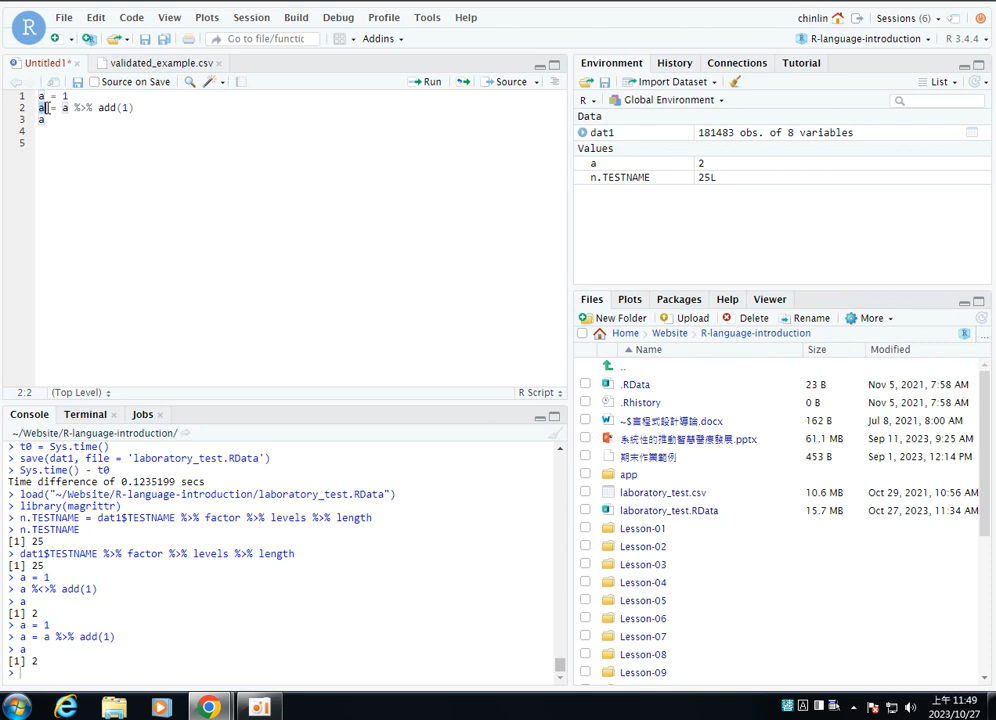 File Edit Code View Plots Session Build Debug Profile Tools Help
chinlin Sessions (6)
Go to file/functic Addins
R-language-introduction R 3.4.4
Untitled1* validated_example.csv
Source on Save Run Source
1 a = 1
2 a = a %>% add(1)
3 a
4
5
2:2 (Top Level) R Script
Console Terminal Jobs
~/Website/R-language-introduction/
> t0 = Sys.time()
> save(dat1, file = 'laboratory_test.RData')
> Sys.time() - t0
Time difference of 0.1235199 secs
> load("~/Website/R-language-introduction/laboratory_test.RData")
> library(magrittr)
> n.TESTNAME = dat1$TESTNAME %>% factor %>% levels %>% length
> n.TESTNAME
[1] 25
> dat1$TESTNAME %>% factor %>% levels %>% length
[1] 25
> a = 1
> a %<>% add(1)
> a
[1] 2
> a = 1
> a = a %>% add(1)
> a
[1] 2
>
Environment History Connections Tutorial
Import Dataset List
R Global Environment
Data
dat1 181483 obs. of 8 variables
Values
a 2
n.TESTNAME 25L
Files Plots Packages Help Viewer
New Folder Upload Delete Rename More
Home Website R-language-introduction ...
Name Size Modified
..
.RData 23 B Nov 5, 2021, 7:58 AM
.Rhistory 0 B Nov 5, 2021, 7:58 AM
~$言程式設計導論.docx 162 B Jul 8, 2021, 8:00 AM
系統性的推動智慧醫療發展.pptx 61.1 MB Sep 11, 2023, 9:25 AM
期末作業範例 453 B Sep 1, 2023, 12:14 PM
app
laboratory_test.csv 10.6 MB Oct 29, 2021, 10:56 AM
laboratory_test.RData 15.7 MB Oct 27, 2023, 11:34 AM
Lesson-01
Lesson-02
Lesson-03
Lesson-04
Lesson-05
Lesson-06
Lesson-07
Lesson-08
Lesson-09
上午 11:49
2023/10/27